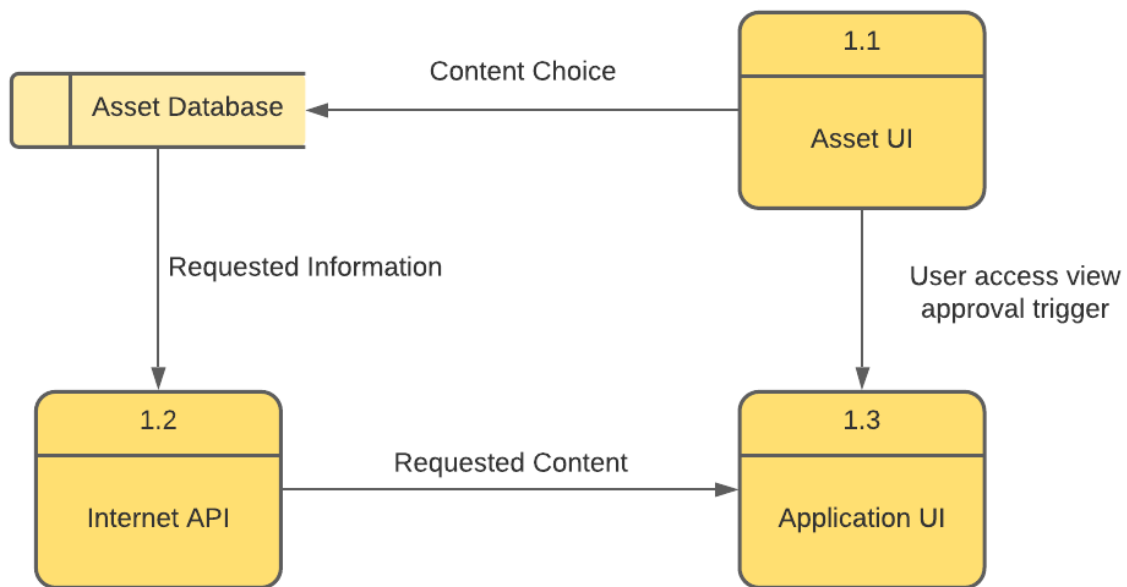 1.1
Content Choice
Asset Database
Asset UI
Requested Information
User access view
approval trigger
1.2
1.3
Requested Content
Internet API
Application UI